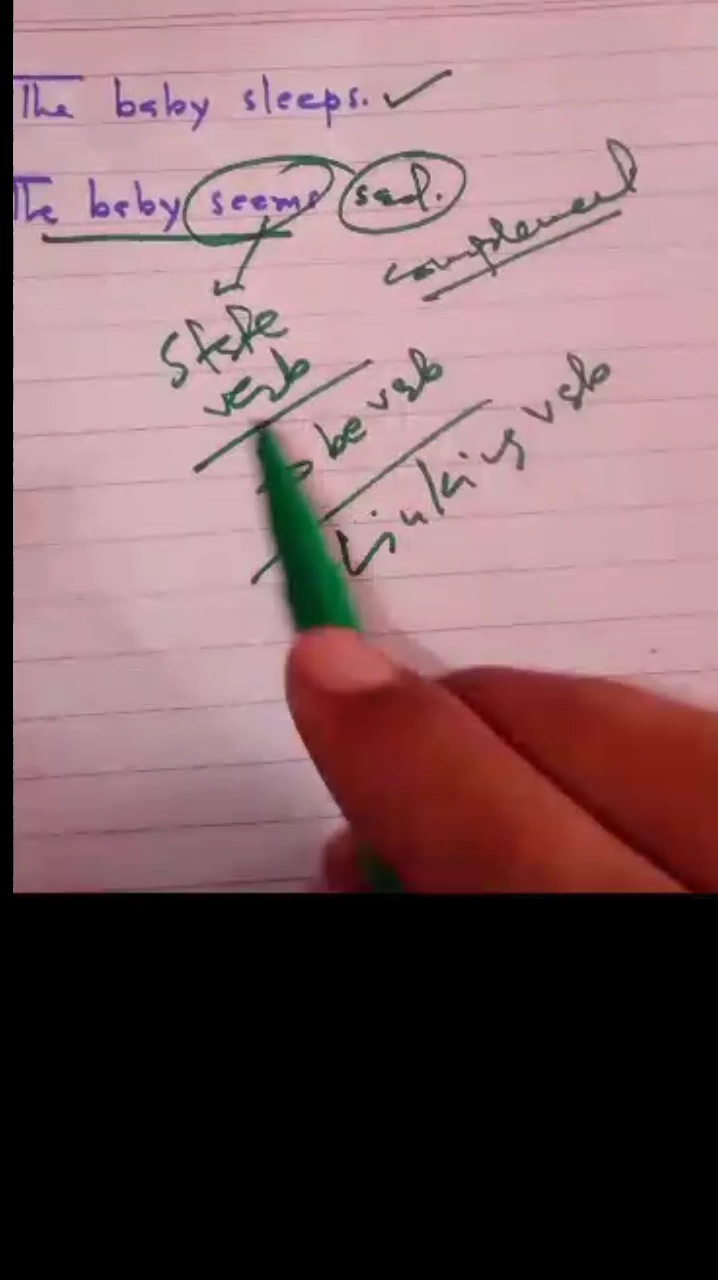 The baby sleeps. ✓
The baby seems sad.
complement
State
verb
be verb
Linking verb